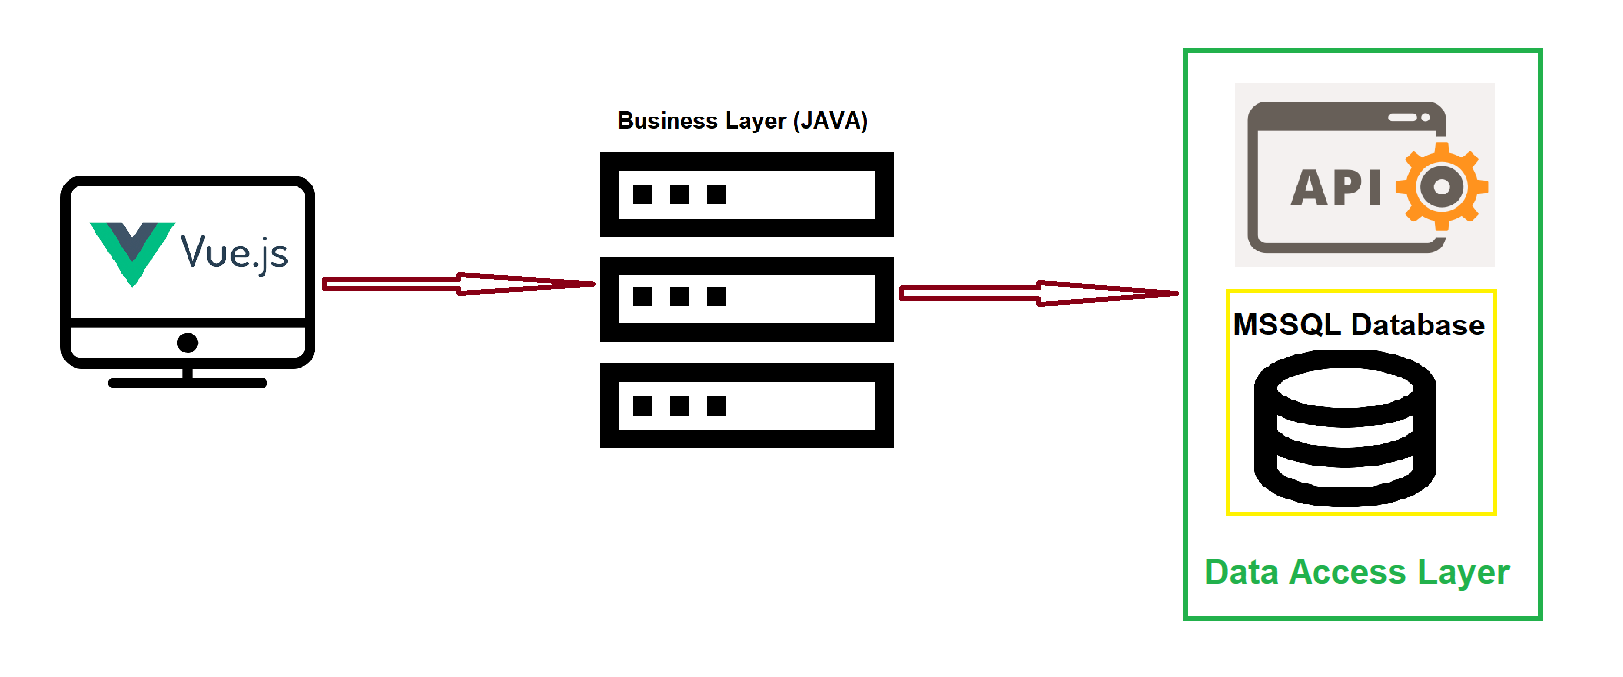 Vue.js
Business Layer (JAVA)
API
MSSQL Database
Data Access Layer